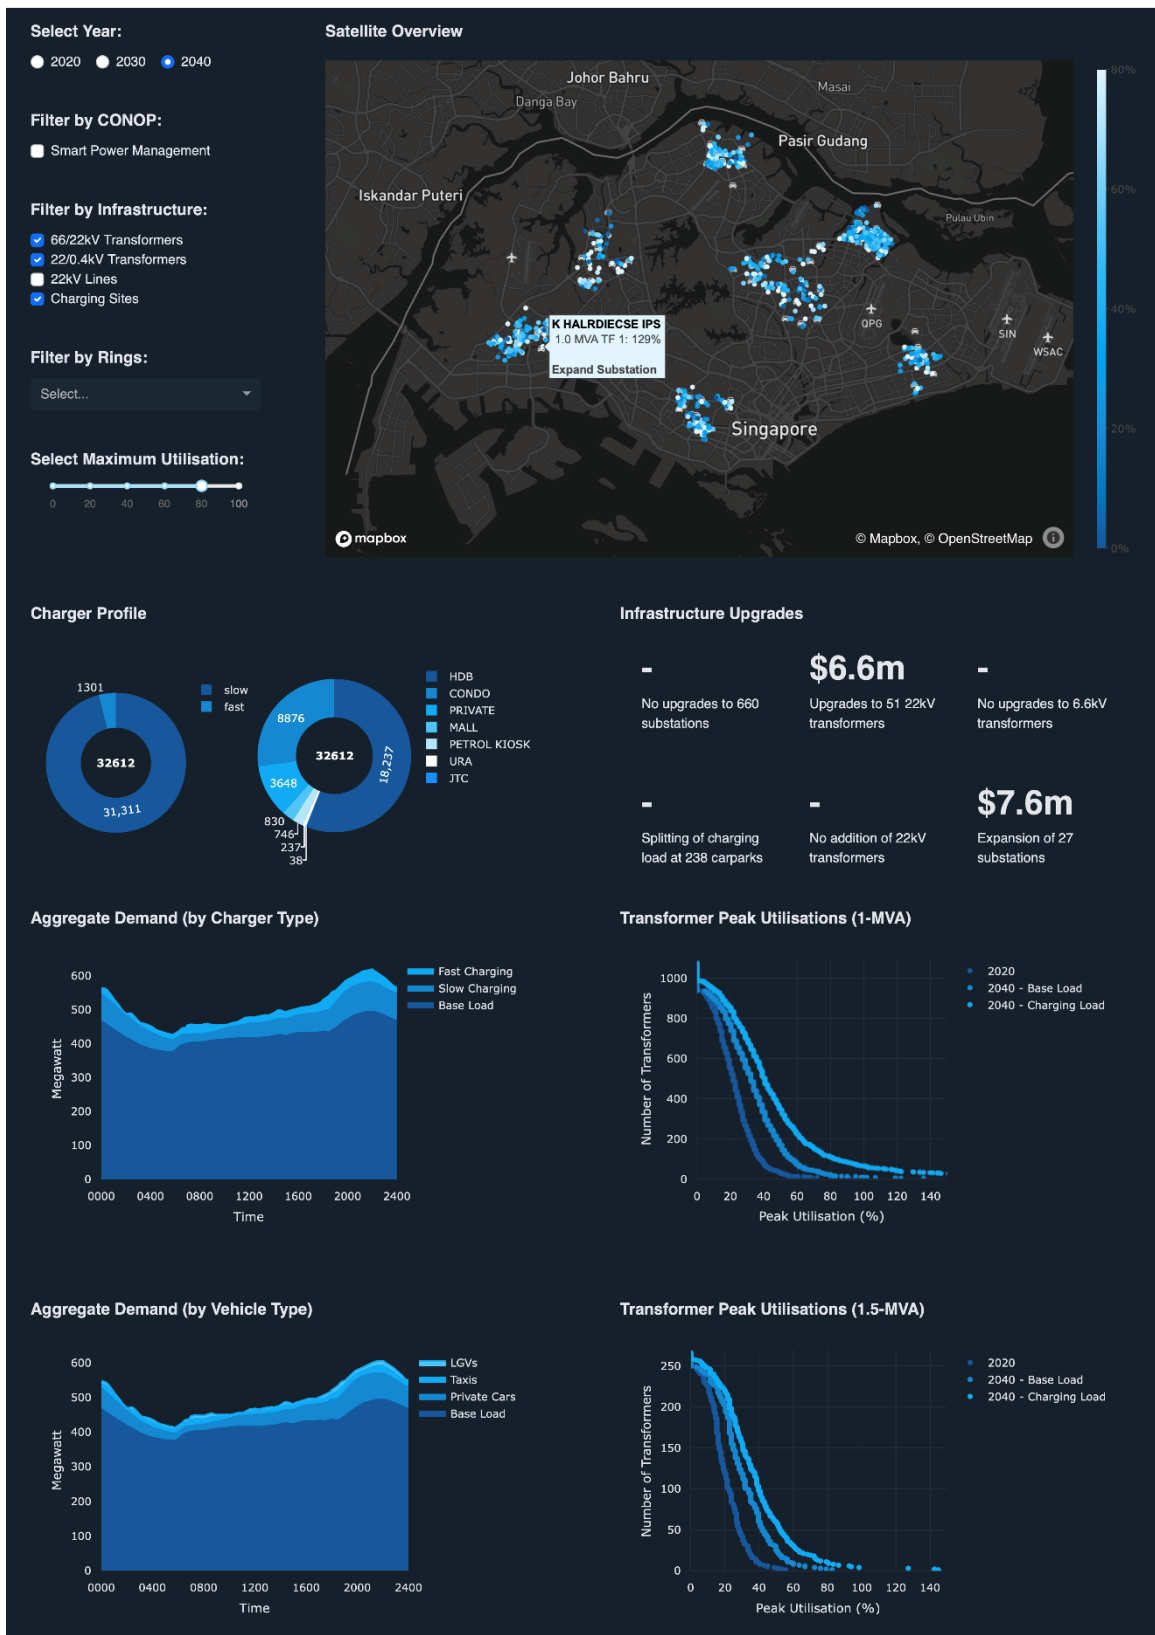 Select Year:
2020
2030
2040
Filter by CONOP:
Smart Power Management
Filter by Infrastructure:
66/22kV Transformers
22/0.4kV Transformers
22kV Lines
Charging Sites
Filter by Rings:
Select...
Select Maximum Utilisation:
0 20 40 60 80 100
Satellite Overview
Johor Bahru
Danga Bay
Masai
Pasir Gudang
Iskandar Puteri
Pulau Ubin
QPG
SIN
WSAC
K HALRDIECSE IPS
1.0 MVA TF 1: 129%
Expand Substation
Singapore
mapbox
© Mapbox, © OpenStreetMap
80%
60%
40%
20%
0%
Charger Profile
1301
32612
31,311
slow
fast
8876
3648
830
746
237
38
32612
18,237
HDB
CONDO
PRIVATE
MALL
PETROL KIOSK
URA
JTC
Infrastructure Upgrades
-
No upgrades to 660
substations
$6.6m
Upgrades to 51 22kV
transformers
-
No upgrades to 6.6kV
transformers
-
Splitting of charging
load at 238 carparks
-
No addition of 22kV
transformers
$7.6m
Expansion of 27
substations
Aggregate Demand (by Charger Type)
Megawatt
600
500
400
300
200
100
0
0000 0400 0800 1200 1600 2000 2400
Time
Fast Charging
Slow Charging
Base Load
Transformer Peak Utilisations (1-MVA)
Number of Transformers
1000
800
600
400
200
0
0 20 40 60 80 100 120 140
Peak Utilisation (%)
2020
2040 - Base Load
2040 - Charging Load
Aggregate Demand (by Vehicle Type)
Megawatt
600
500
400
300
200
100
0
0000 0400 0800 1200 1600 2000 2400
Time
LGVs
Taxis
Private Cars
Base Load
Transformer Peak Utilisations (1.5-MVA)
Number of Transformers
250
200
150
100
50
0
0 20 40 60 80 100 120 140
Peak Utilisation (%)
2020
2040 - Base Load
2040 - Charging Load